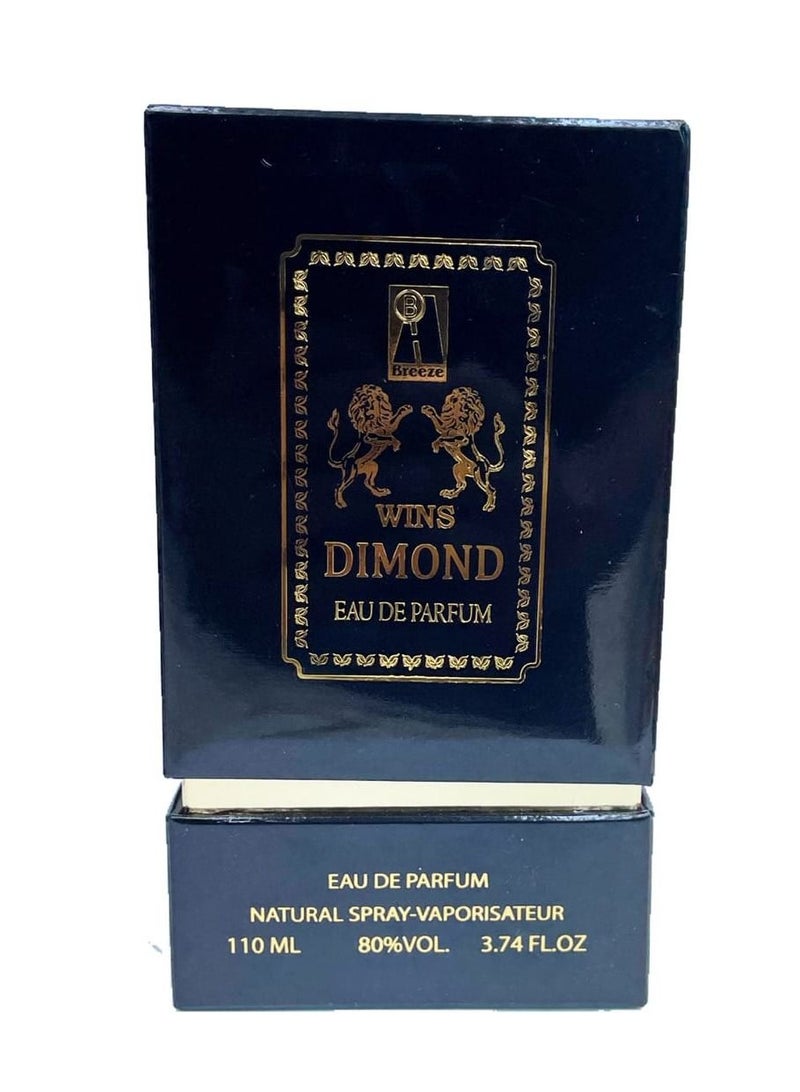 B
Breeze
WINS
DIMOND
EAU DE PARFUM
EAU DE PARFUM
NATURAL SPRAY-VAPORISATEUR
110 ML 80%VOL. 3.74 FL.OZ